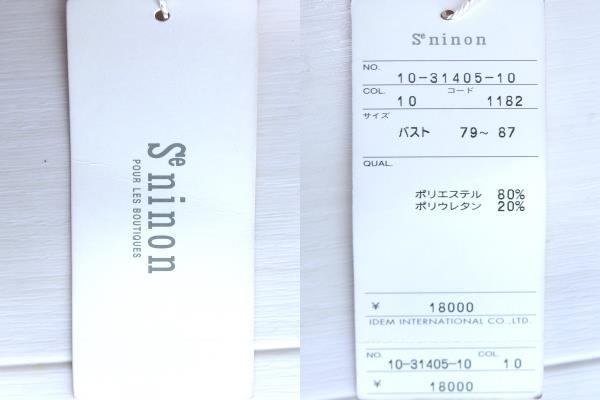 Se ninon
POUR LES BOUTIQUES
Se ninon
NO. 10-31405-10
COL. 10 コード 1182
サイズ
バスト 79~ 87
QUAL.
ポリエステル 80%
ポリウレタン 20%
¥ 18000
IDEM INTERNATIONAL CO.,LTD.
NO. 10-31405-10 COL. 10
¥ 18000